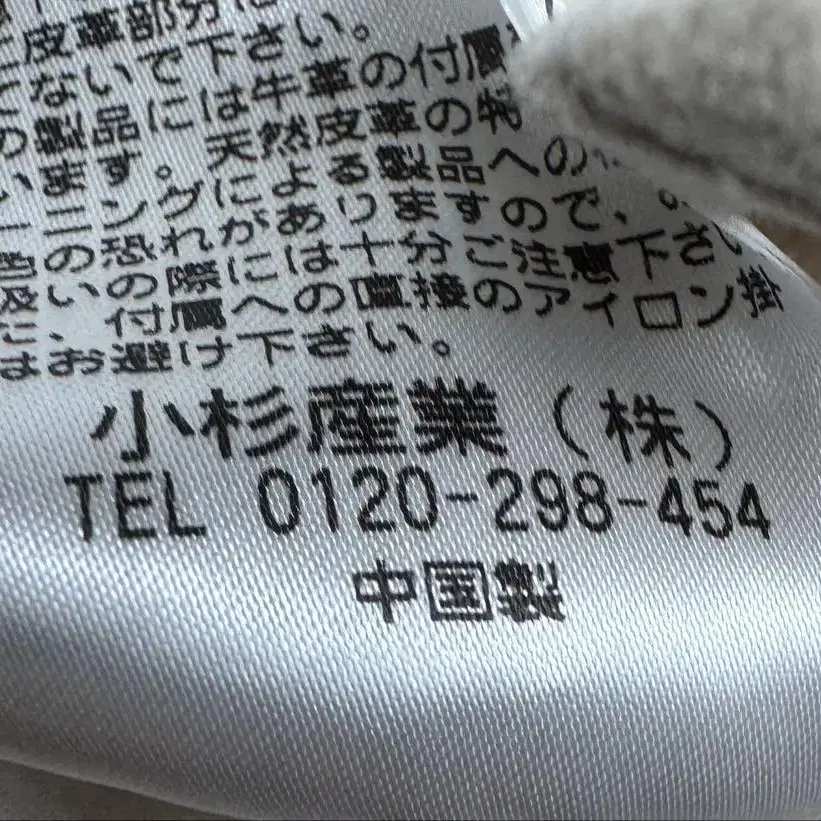 皮革部分に
ないで下さい。
の製品には牛革の付属
ます。天然皮革の
ニングによる製品への
の恐れがありますので、
及い の際には十分ご注意下さい
に、付属への直接のアイロン掛
はお避け下さい。
小杉産業(株)
TEL 0120-298-454
中国製